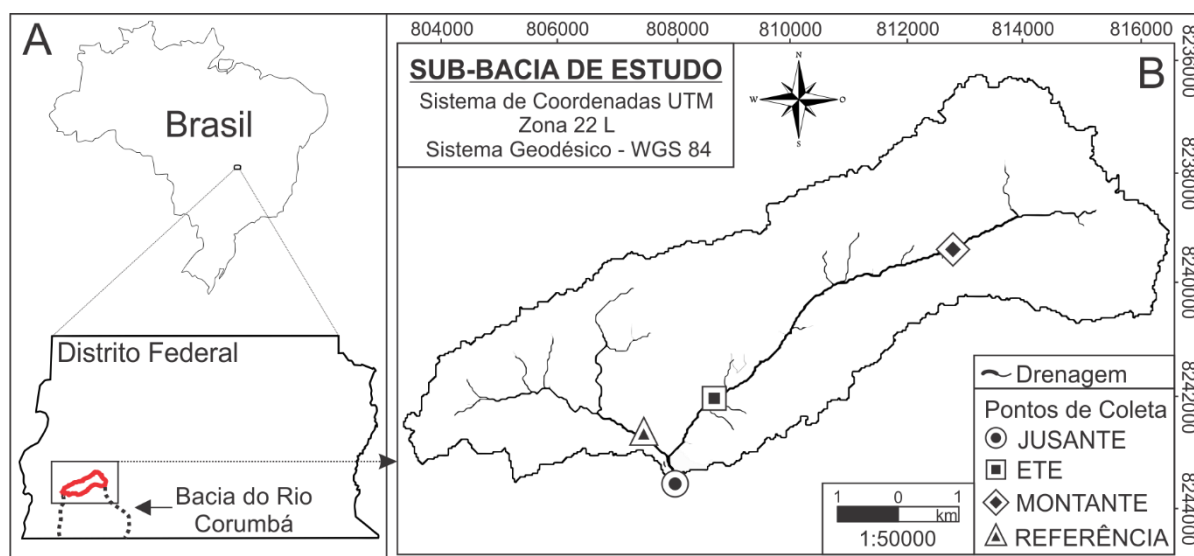 A
Brasil
Distrito Federal
Bacia do Rio
Corumbá
804000 806000 808000 810000 812000 814000 816000
B
SUB-BACIA DE ESTUDO
Sistema de Coordenadas UTM
Zona 22 L
Sistema Geodésico - WGS 84
N
W O
S
8236000
8238000
8240000
8242000
8244000
Drenagem
Pontos de Coleta
JUSANTE
ETE
MONTANTE
REFERÊNCIA
1 0 1
km
1:50000